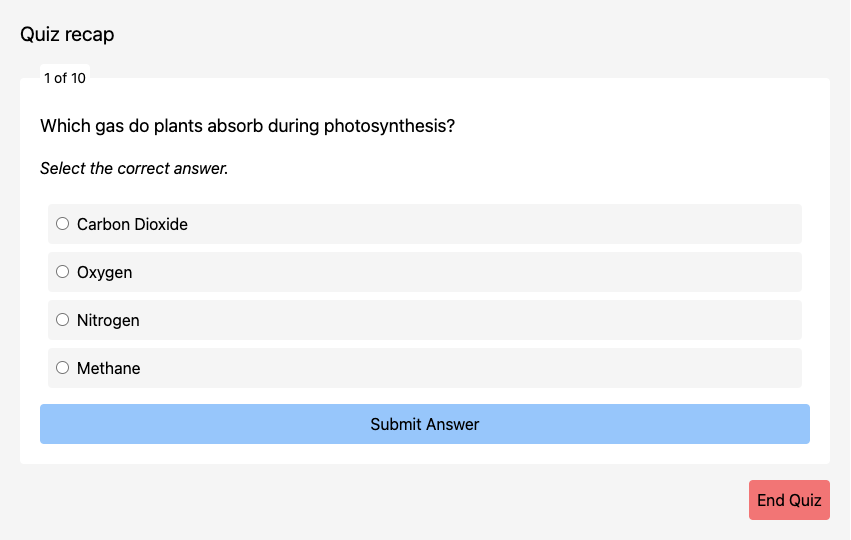 Quiz recap
1 of 10
Which gas do plants absorb during photosynthesis?
Select the correct answer.
Carbon Dioxide
Oxygen
Nitrogen
Methane
Submit Answer
End Quiz